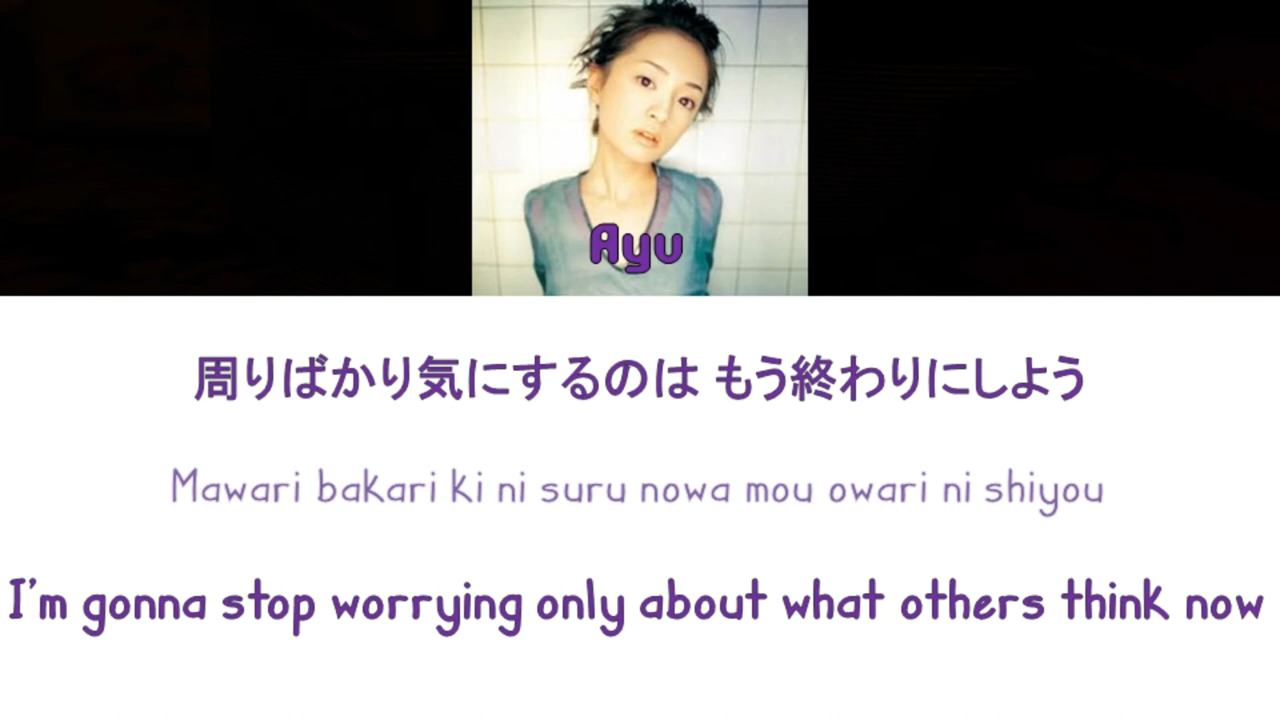 Ayu
周りばかり気にするのは もう終わりにしよう
Mawari bakari ki ni suru nowa mou owari ni shiyou
I'm gonna stop worrying only about what others think now